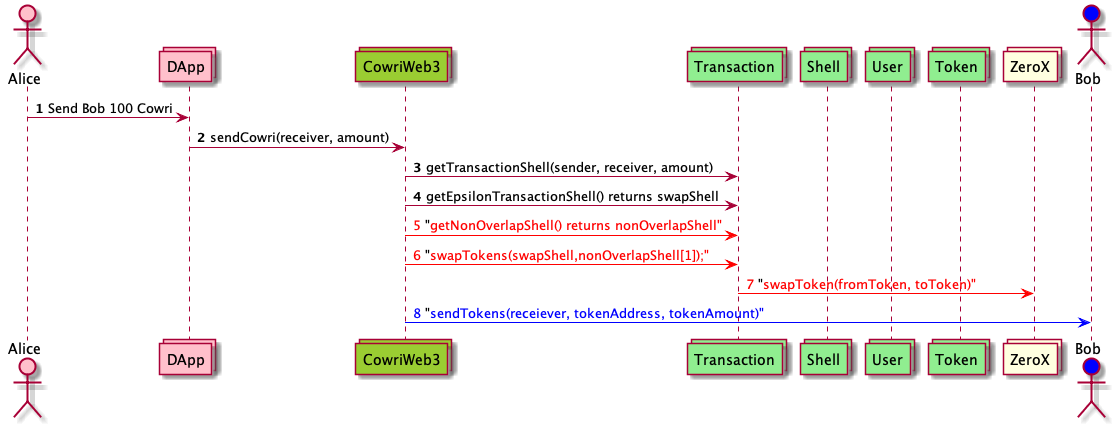 Alice
DApp
CowriWeb3
Transaction
Shell
User
Token
ZeroX
Bob
1 Send Bob 100 Cowri
2 sendCowri(receiver, amount)
3 getTransactionShell(sender, receiver, amount)
4 getEpsilonTransactionShell() returns swapShell
5 "getNonOverlapShell() returns nonOverlapShell"
6 "swapTokens(swapShell,nonOverlapShell[1]);"
7 "swapToken(fromToken, toToken)"
8 "sendTokens(receiever, tokenAddress, tokenAmount)"
Alice
DApp
CowriWeb3
Transaction
Shell
User
Token
ZeroX
Bob